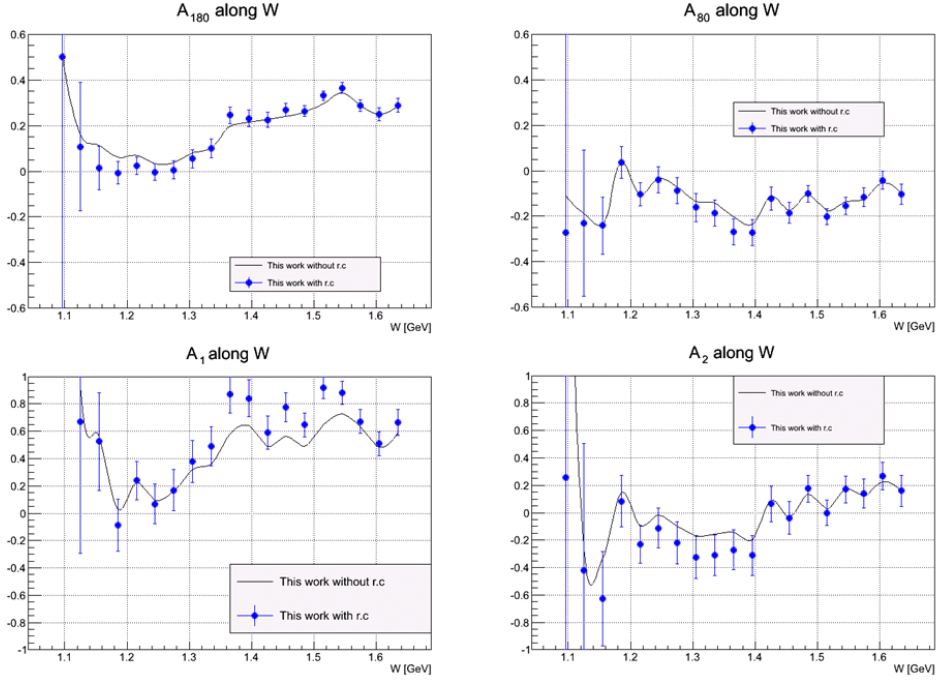 A180 along W
0.6
0.4
0.2
0
-0.2
-0.4
-0.6
This work without r.c
This work with r.c
1.1 1.2 1.3 1.4 1.5 1.6
W [GeV]
A80 along W
0.6
0.4
0.2
0
-0.2
-0.4
-0.6
This work without r.c
This work with r.c
1.1 1.2 1.3 1.4 1.5 1.6
W [GeV]
A1 along W
1
0.8
0.6
0.4
0.2
0
-0.2
-0.4
-0.6
-0.8
-1
This work without r.c
This work with r.c
1.1 1.2 1.3 1.4 1.5 1.6
W [GeV]
A2 along W
1
0.8
0.6
0.4
0.2
0
-0.2
-0.4
-0.6
-0.8
-1
This work without r.c
This work with r.c
1.1 1.2 1.3 1.4 1.5 1.6
W [GeV]